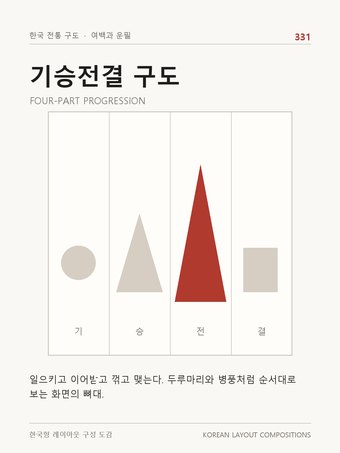 한국 전통 구도 · 여백과 운필
331
기승전결 구도
FOUR-PART PROGRESSION
기
승
전
결
일으키고 이어받고 꺾고 맺는다. 두루마리와 병풍처럼 순서대로
보는 화면의 뼈대.
한국형 레이아웃 구성 도감
KOREAN LAYOUT COMPOSITIONS